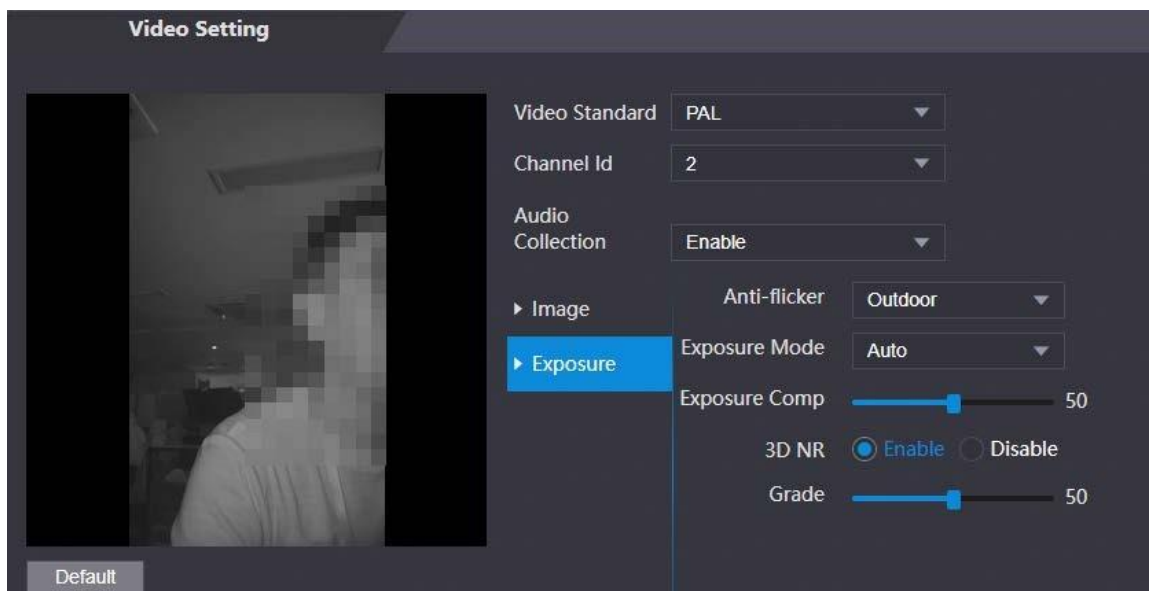 Video Setting
Video Standard PAL
Channel Id 2
Audio
Collection Enable
Image
Exposure
Anti-flicker Outdoor
Exposure Mode Auto
Exposure Comp 50
3D NR Enable Disable
Grade 50
Default